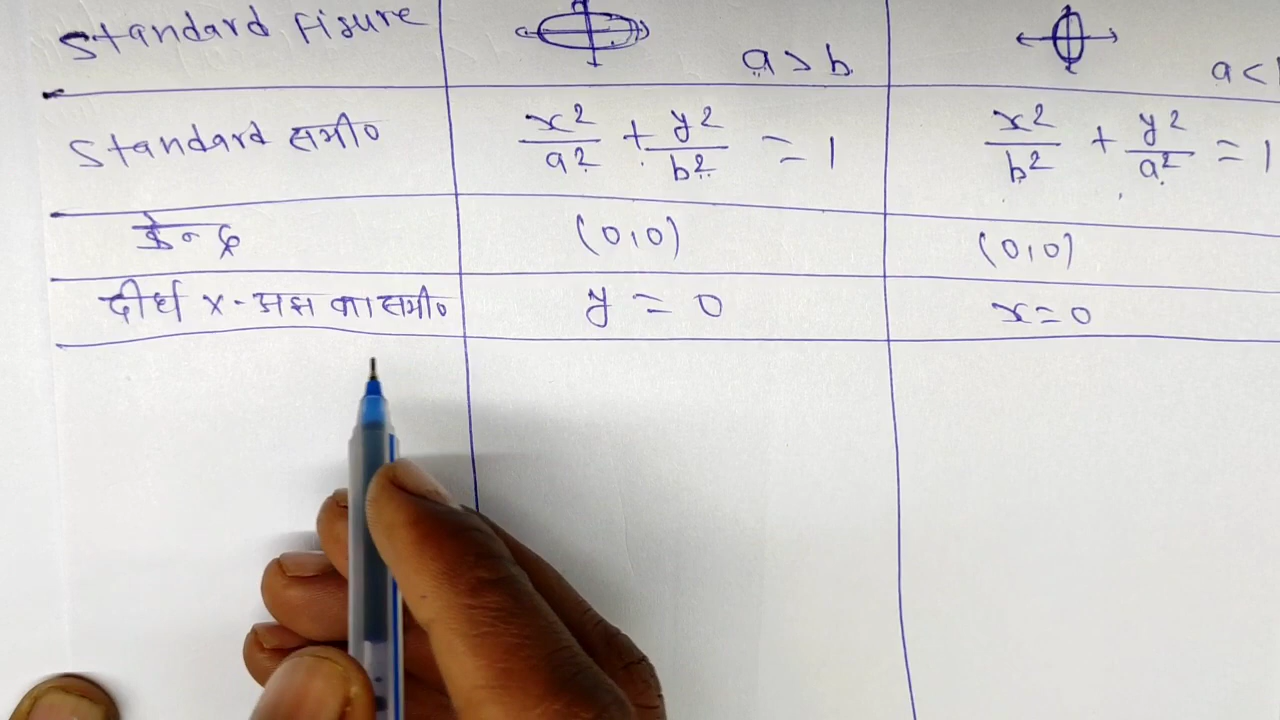 Standard Figure a > b a <
Standard समी० x²/a² + y²/b² = 1 x²/b² + y²/a² = 1
केन्द्र (0,0) (0,0)
दीर्घ x-अक्ष का समी० y = 0 x = 0